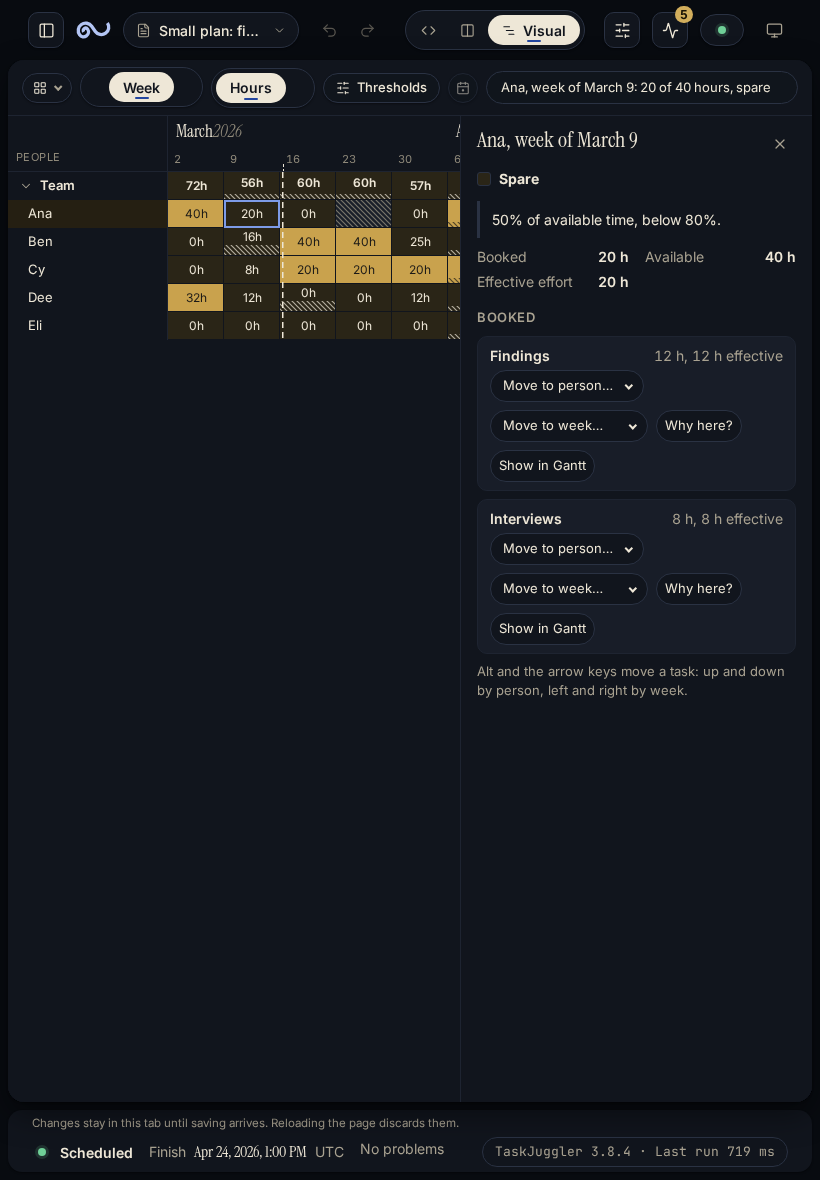 Small plan: fi...
Visual
5
Week
Hours
Thresholds
Ana, week of March 9: 20 of 40 hours, spare
March 2026
PEOPLE
2 9 16 23 30
Team 72h 56h 60h 60h 57h
Ana 40h 20h 0h 0h
Ben 0h 16h 40h 40h 25h
Cy 0h 8h 20h 20h 20h
Dee 32h 12h 0h 0h 12h
Eli 0h 0h 0h 0h 0h
Ana, week of March 9
Spare
50% of available time, below 80%.
Booked 20 h Available 40 h
Effective effort 20 h
BOOKED
Findings 12 h, 12 h effective
Move to person...
Move to week... Why here?
Show in Gantt
Interviews 8 h, 8 h effective
Move to person...
Move to week... Why here?
Show in Gantt
Alt and the arrow keys move a task: up and down
by person, left and right by week.
Changes stay in this tab until saving arrives. Reloading the page discards them.
Scheduled Finish Apr 24, 2026, 1:00 PM UTC No problems TaskJuggler 3.8.4 · Last run 719 ms